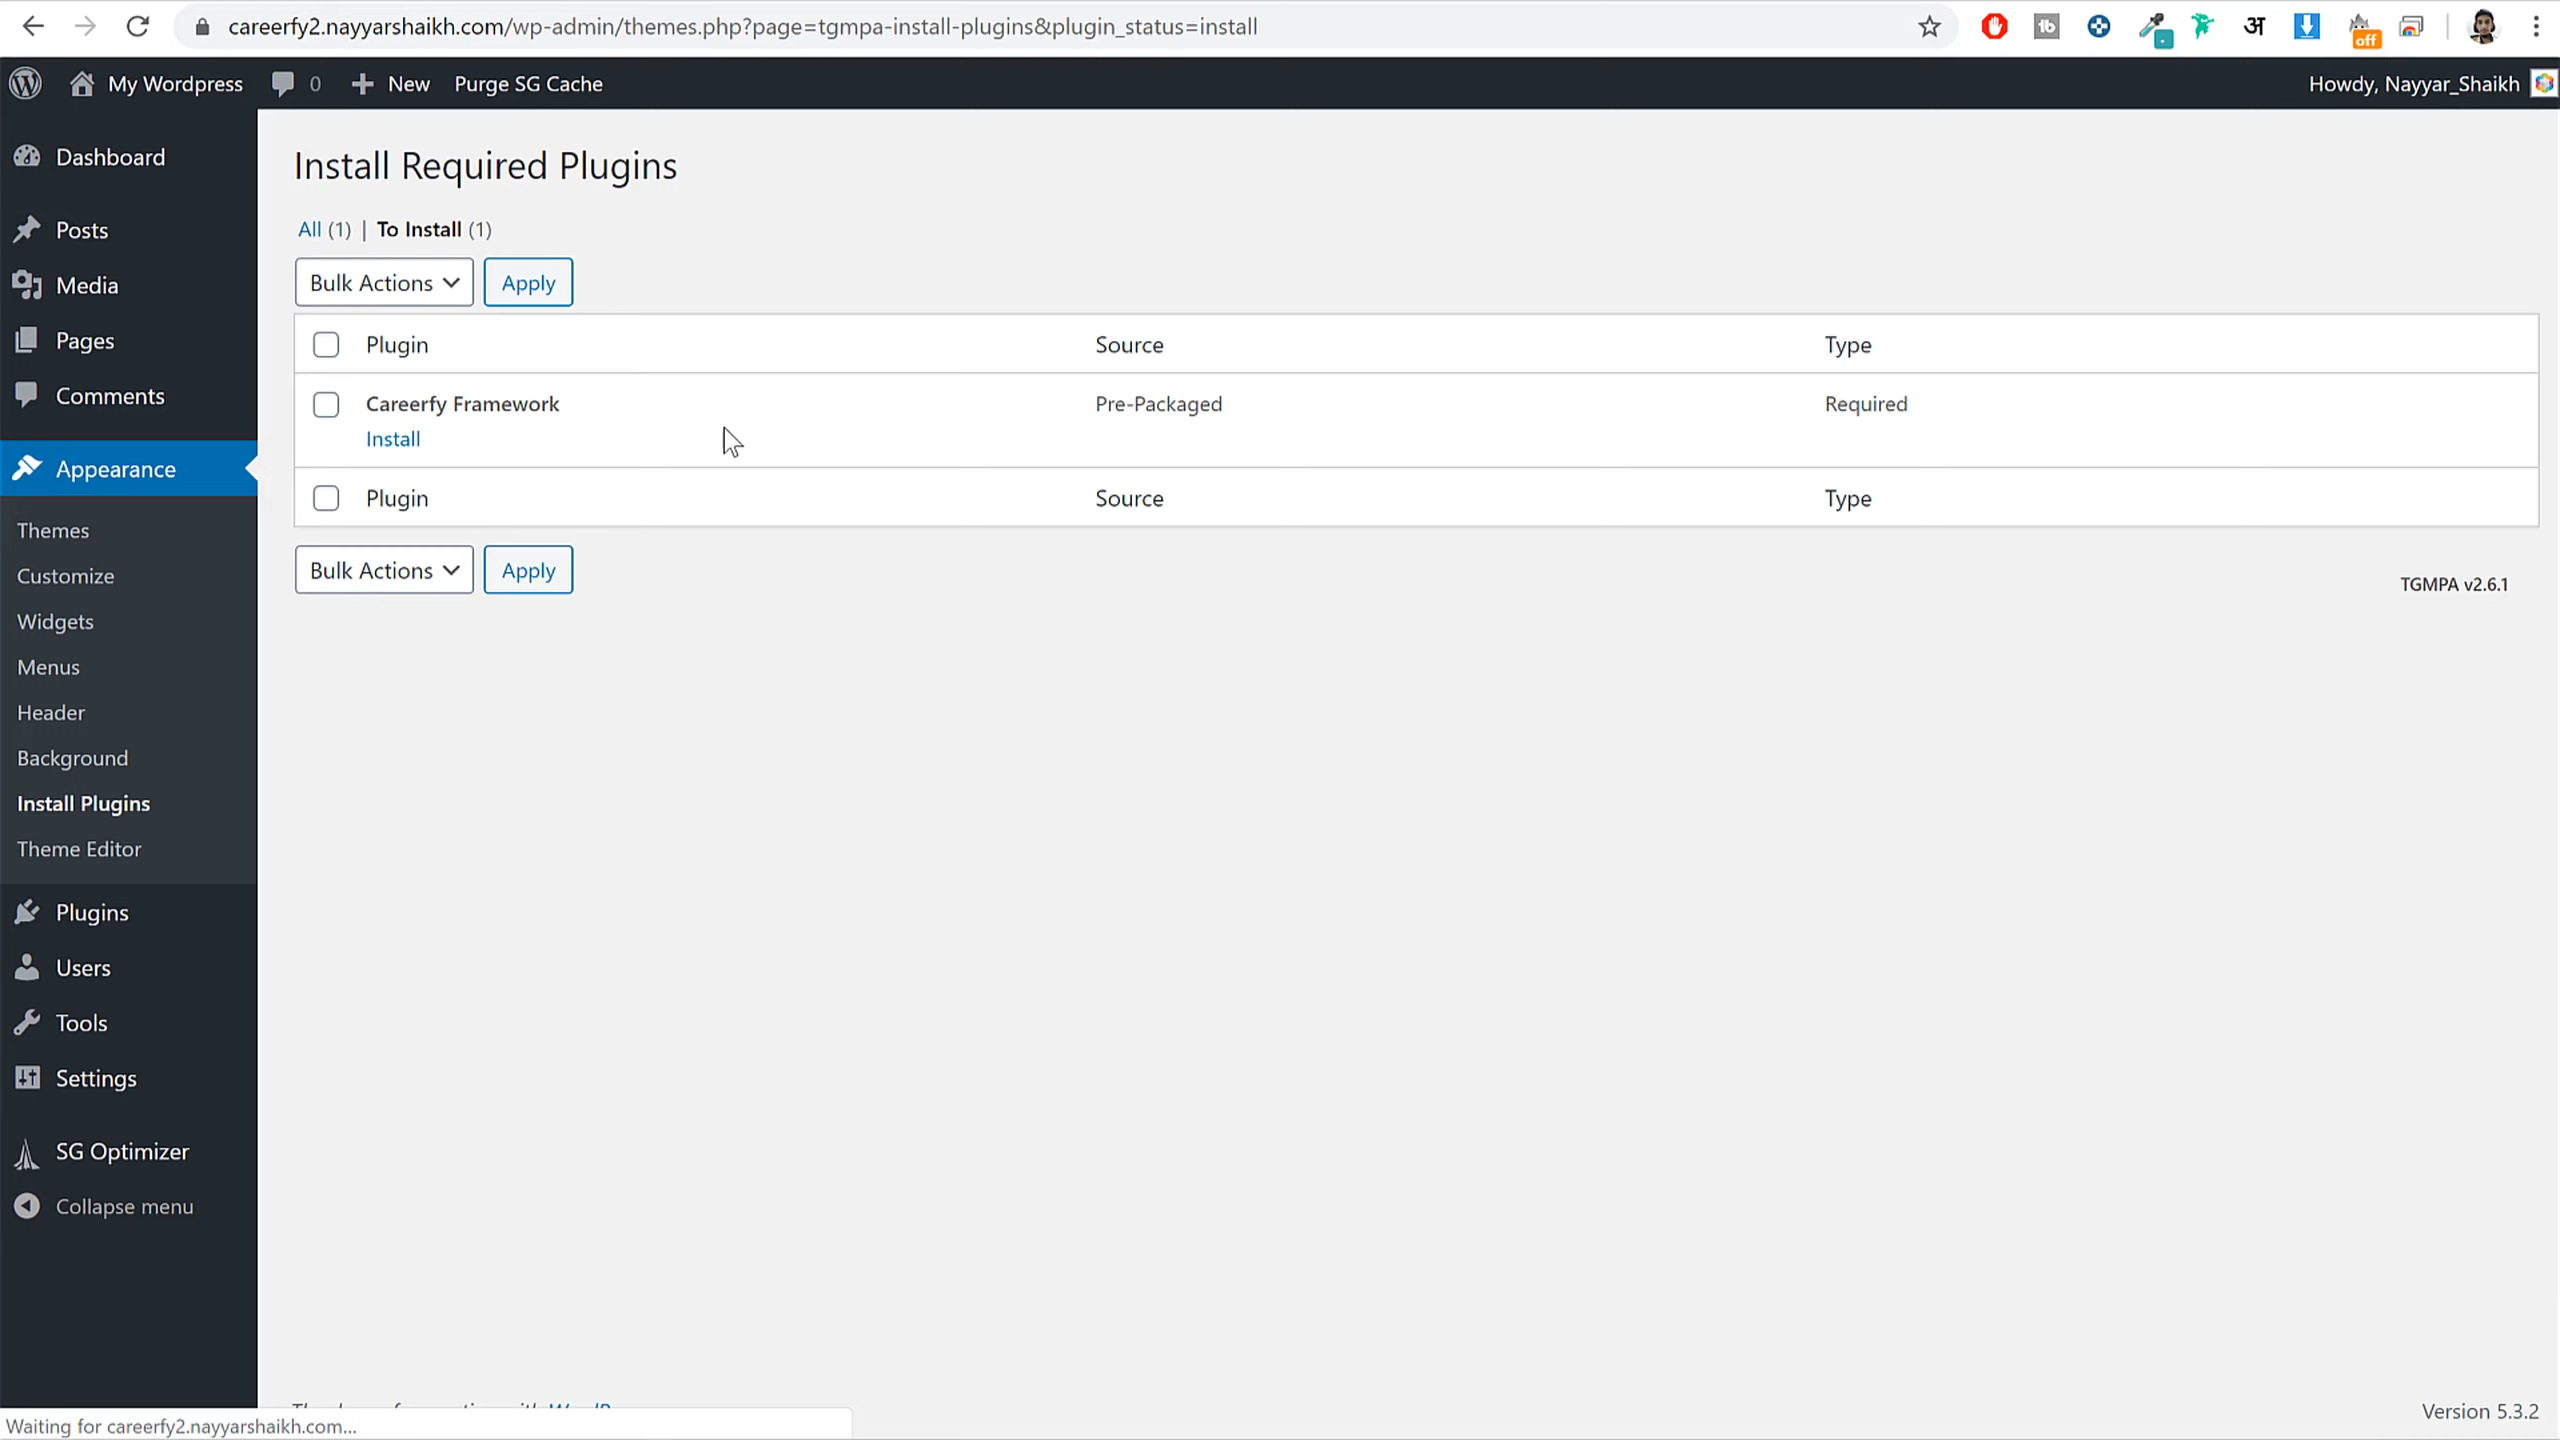 careerfy2.nayyarshaikh.com/wp-admin/themes.php?page=tgmpa-install-plugins&plugin_status=install
off
My Wordpress 0 New Purge SG Cache Howdy, Nayyar_Shaikh
Dashboard
Posts
Media
Pages
Comments
Appearance
Themes
Customize
Widgets
Menus
Header
Background
Install Plugins
Theme Editor
Plugins
Users
Tools
Settings
SG Optimizer
Collapse menu
Install Required Plugins
All (1) | To Install (1)
Bulk Actions Apply
Plugin Source Type
Careerfy Framework Pre-Packaged Required
Install
Plugin Source Type
Bulk Actions Apply
TGMPA v2.6.1
Version 5.3.2
Waiting for careerfy2.nayyarshaikh.com...